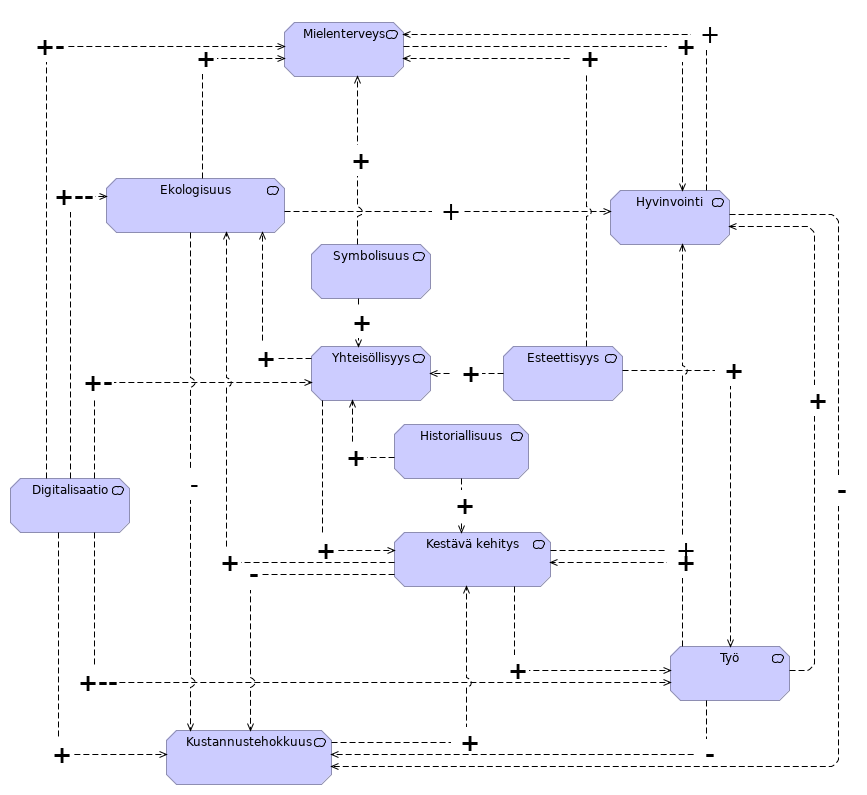 Mielenterveys
+
+-
+
+
+
+
Ekologisuus
+--
Hyvinvointi
+
Symbolisuus
+
Yhteisöllisyys
Esteettisyys
+
+
+
+-
+
Historiallisuus
+
Digitalisaatio
-
-
+
Kestävä kehitys
+
+
+
+
-
Työ
+
+--
Kustannustehokkuus
+
+
-